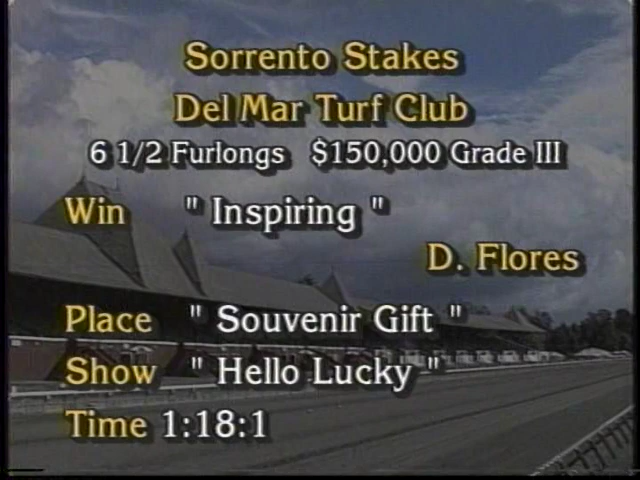 Sorrento Stakes
Del Mar Turf Club
6 1/2 Furlongs $150,000 Grade III
Win " Inspiring "
D. Flores
Place " Souvenir Gift "
Show " Hello Lucky "
Time 1:18:1